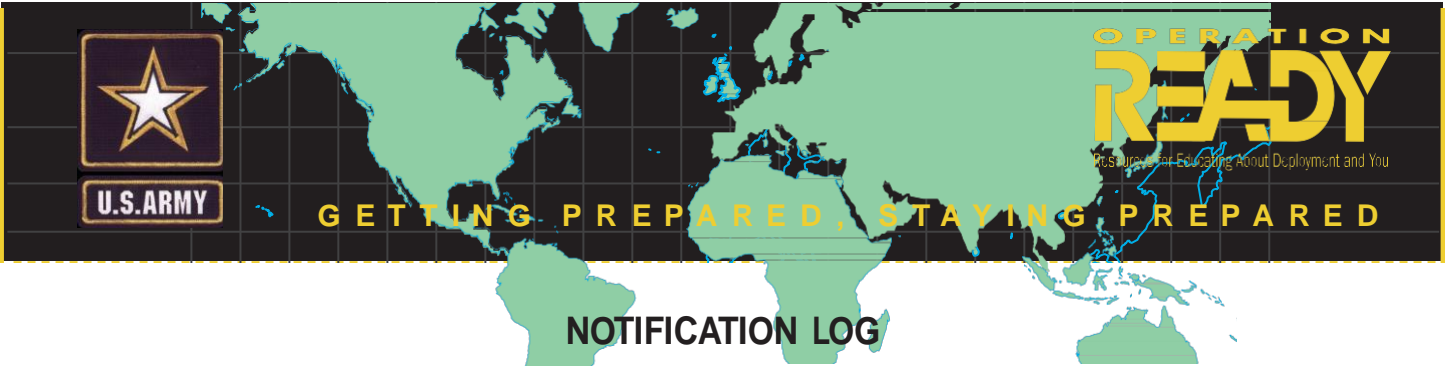 OPERATION
READY
Resources for Educating About Deployment and You
U.S.ARMY
GETTING PREPARED, STAYING PREPARED
NOTIFICATION LOG